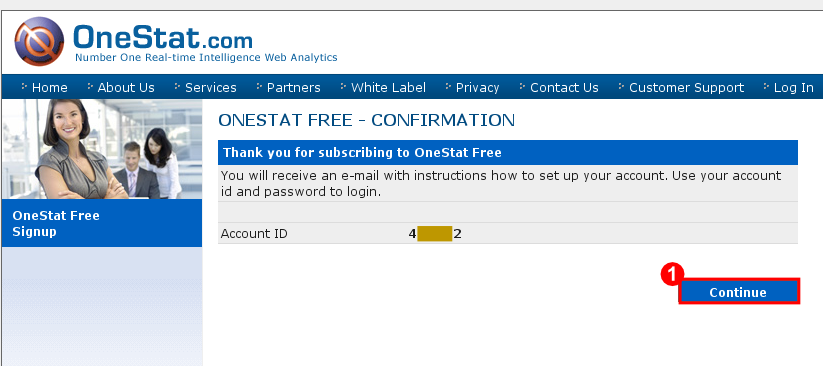 OneStat.com
Number One Real-time Intelligence Web Analytics
Home About Us Services Partners White Label Privacy Contact Us Customer Support Log In
ONESTAT FREE - CONFIRMATION
Thank you for subscribing to OneStat Free
You will receive an e-mail with instructions how to set up your account. Use your account
id and password to login.
OneStat Free
Signup
Account ID 4 2
1
Continue